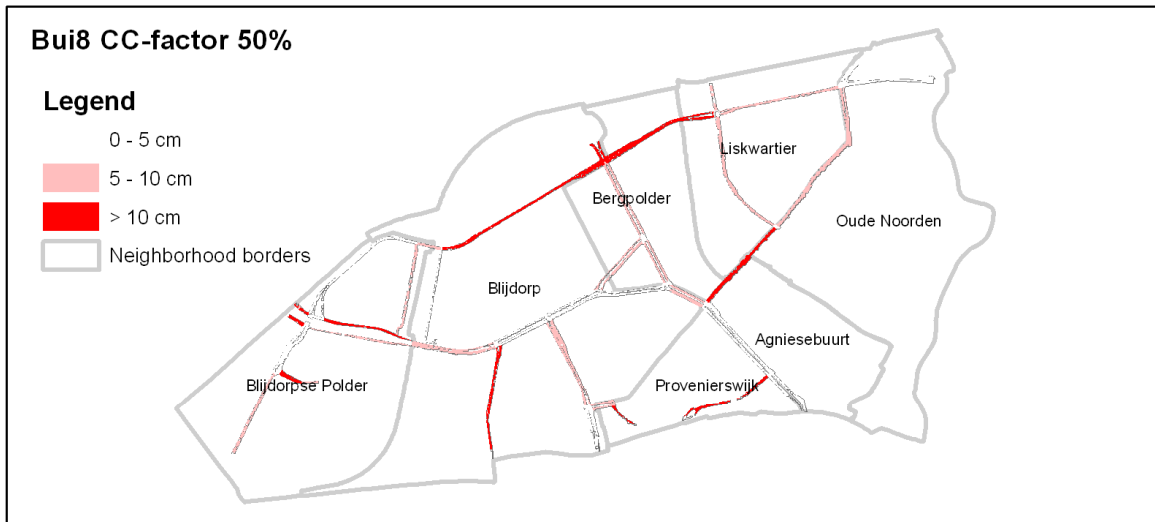 Bui8 CC-factor 50%
Legend
0 - 5 cm
5 - 10 cm
> 10 cm
Neighborhood borders
Liskwartier
Bergpolder
Oude Noorden
Blijdorp
Agniesebuurt
Blijdorpse Polder
Provenierswijk